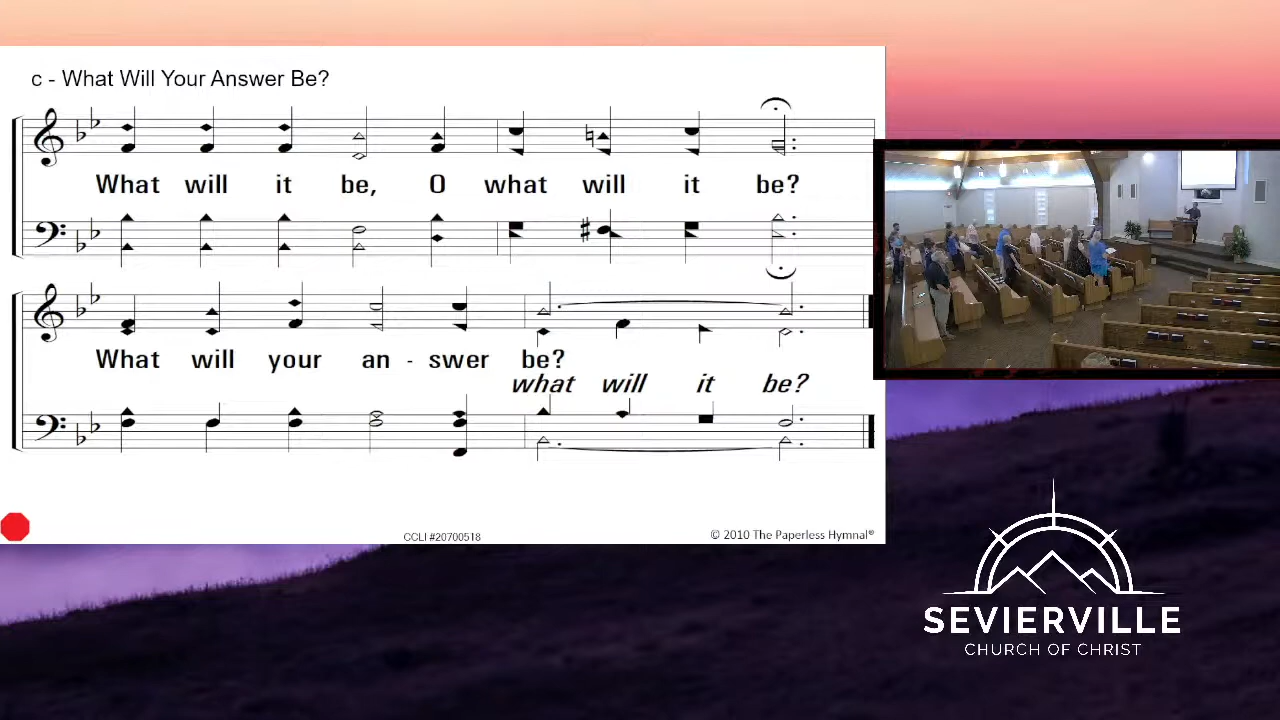 c - What Will Your Answer Be?
What will it be, O what will it be?
What will your an - swer be?
what will it be?
CCLI #20700518
© 2010 The Paperless Hymnal®
SEVIERVILLE
CHURCH OF CHRIST